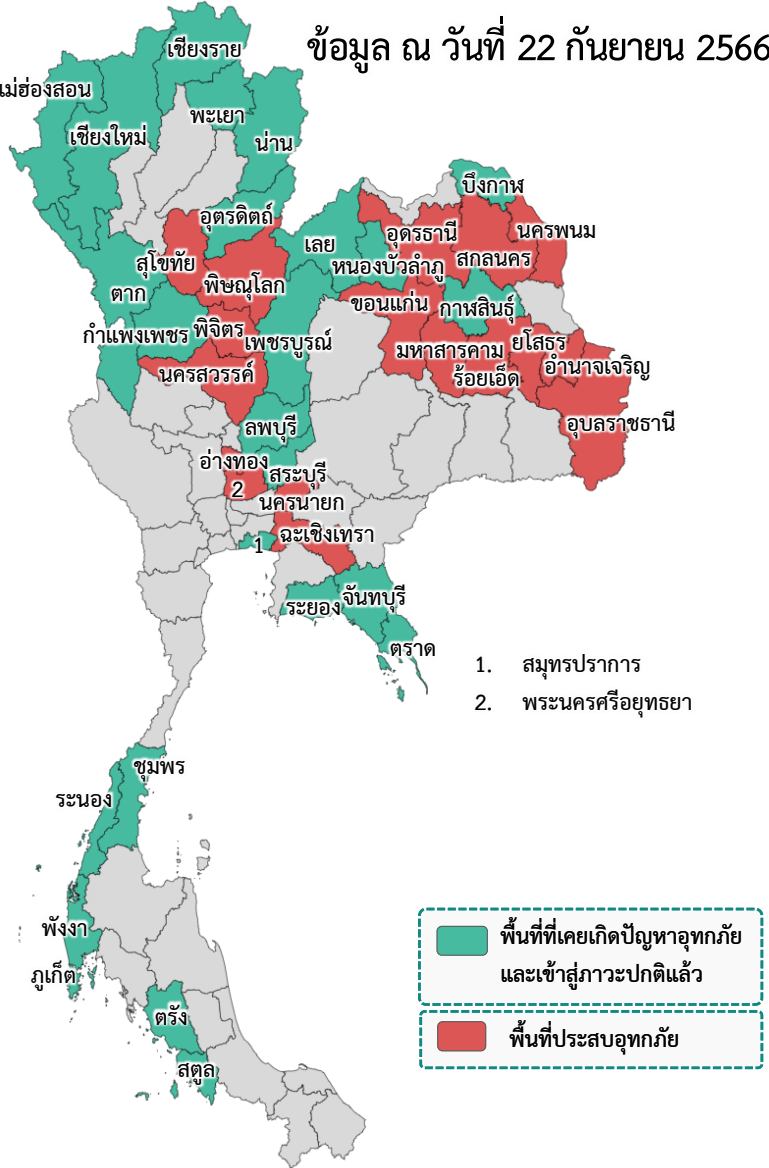 ข้อมูล ณ วันที่ 22 กันยายน 2566
เชียงราย
แม่ฮ่องสอน
พะเยา
เชียงใหม่
น่าน
บึงกาฬ
อุตรดิตถ์
นครพนม
อุดรธานี
เลย
สกลนคร
สุโขทัย
หนองบัวลำภู
พิษณุโลก
ตาก
ขอนแก่น
กาฬสินธุ์
กำแพงเพชร
พิจิตร
เพชรบูรณ์
ยโสธร
มหาสารคาม
อำนาจเจริญ
นครสวรรค์
ร้อยเอ็ด
อุบลราชธานี
ลพบุรี
อ่างทอง
สระบุรี
2
นครนายก
ฉะเชิงเทรา
1
ระยอง
จันทบุรี
ตราด
1. สมุทรปราการ
2. พระนครศรีอยุทธยา
ชุมพร
ระนอง
พังงา
ภูเก็ต
ตรัง
สตูล
พื้นที่ที่เคยเกิดปัญหาอุทกภัย
และเข้าสู่ภาวะปกติแล้ว
พื้นที่ประสบอุทกภัย